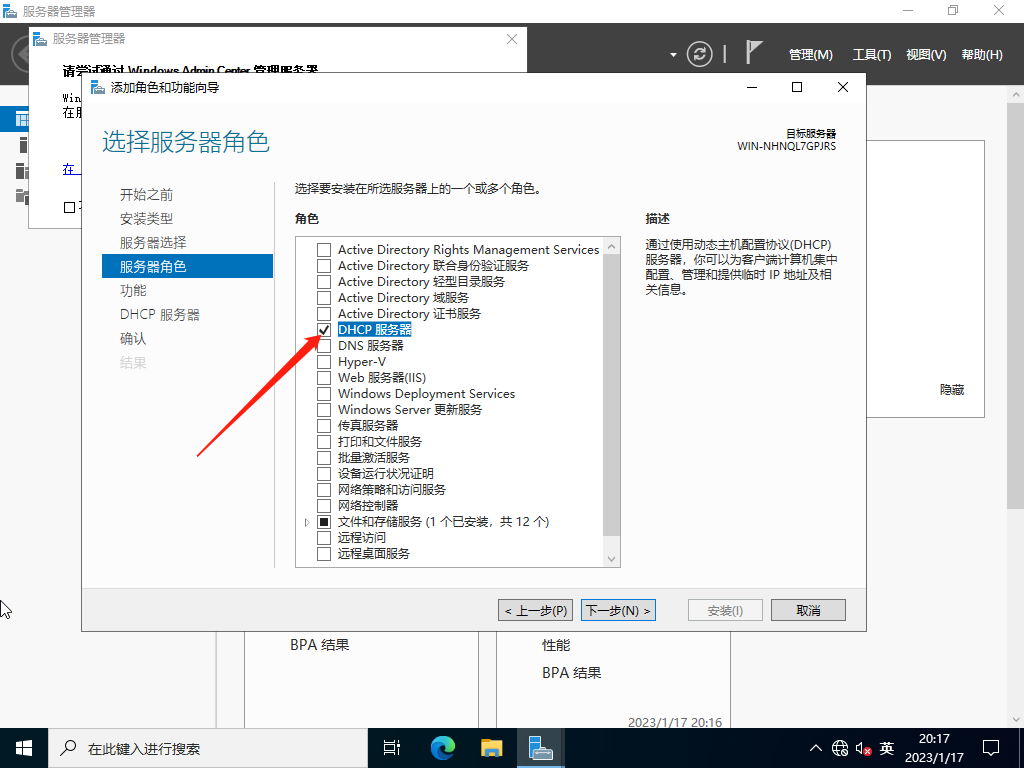 服务器管理器
服务器管理器
管理(M) 工具(T) 视图(V) 帮助(H)
请尝试通过 Windows Admin Center 管理服务器
添加角色和功能向导
选择服务器角色
目标服务器
WIN-NHNQL7GPJRS
开始之前
安装类型
服务器选择
服务器角色
功能
DHCP 服务器
确认
结果
选择要安装在所选服务器上的一个或多个角色。
角色
Active Directory Rights Management Services
Active Directory 联合身份验证服务
Active Directory 轻型目录服务
Active Directory 域服务
Active Directory 证书服务
DHCP 服务器
DNS 服务器
Hyper-V
Web 服务器(IIS)
Windows Deployment Services
Windows Server 更新服务
传真服务器
打印和文件服务
批量激活服务
设备运行状况证明
网络策略和访问服务
网络控制器
文件和存储服务 (1 个已安装，共 12 个)
远程访问
远程桌面服务
描述
通过使用动态主机配置协议(DHCP)
服务器，你可以为客户端计算机集中
配置、管理和提供临时 IP 地址及相
关信息。
隐藏
< 上一步(P) 下一步(N) > 安装(I) 取消
BPA 结果
性能
BPA 结果
2023/1/17 20:16
在此键入进行搜索
英
20:17
2023/1/17